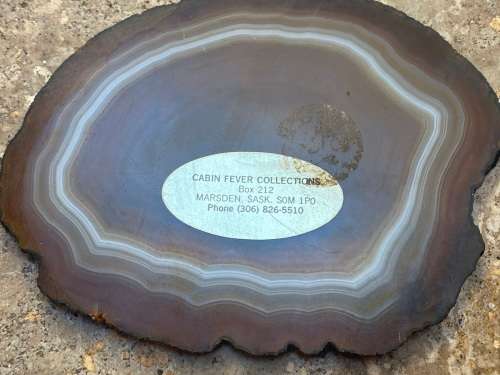 CABIN FEVER COLLECTIONS
Box 212
MARSDEN, SASK. S0M 1P0
Phone (306) 826-5510